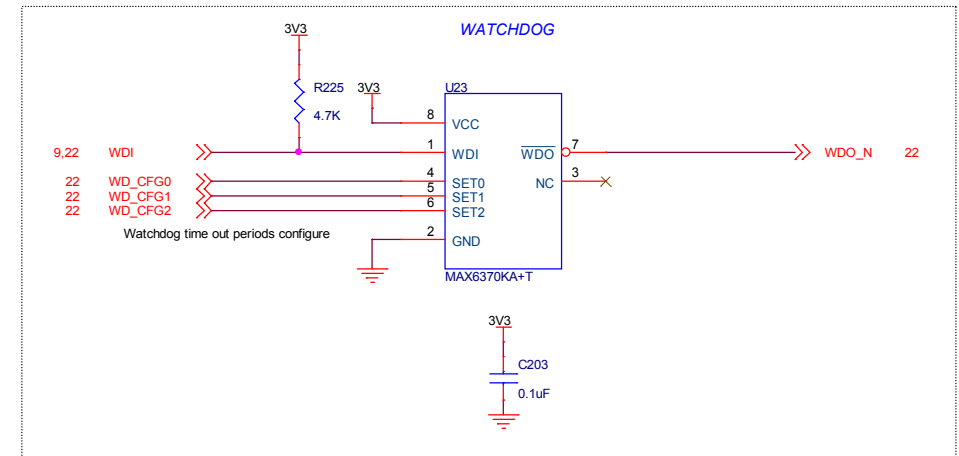 3V3
WATCHDOG
R225
4.7K
3V3
U23
8
VCC
9,22 WDI
1
WDI
WDO
7
WDO_N 22
22 WD_CFG0
4
SET0
NC
3
22 WD_CFG1
5
SET1
22 WD_CFG2
6
SET2
Watchdog time out periods configure
2
GND
MAX6370KA+T
3V3
C203
0.1uF